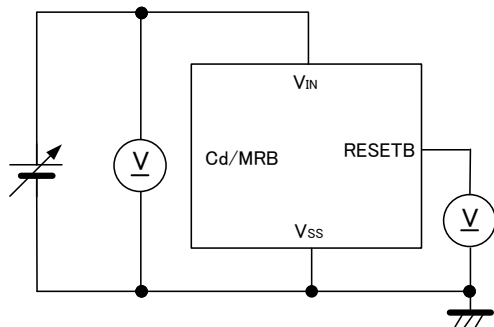 VIN
Cd/MRB
RESETB
V
V
VSS